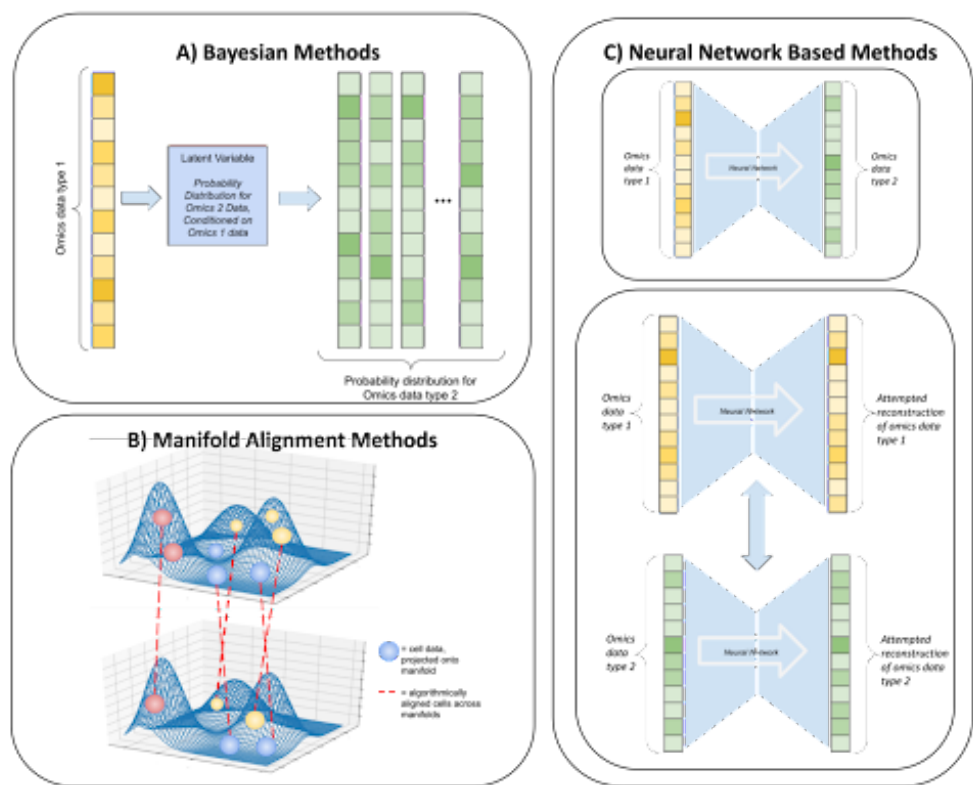 A) Bayesian Methods
Omics data type 1
Latent Variable
Probability
Distribution for
Omics 2 Data,
Conditioned on
Omics 1 data
...
Probability distribution for
Omics data type 2
B) Manifold Alignment Methods
= cell data,
projected onto
manifold
= algorithmically
aligned cells across
manifolds
C) Neural Network Based Methods
Omics
data
type 1
Neural Network
Omics
data
type 2
Omics
data
type 1
Neural Network
Attempted
reconstruction
of omics data
type 1
Omics
data
type 2
Neural Network
Attempted
reconstruction
of omics data
type 2